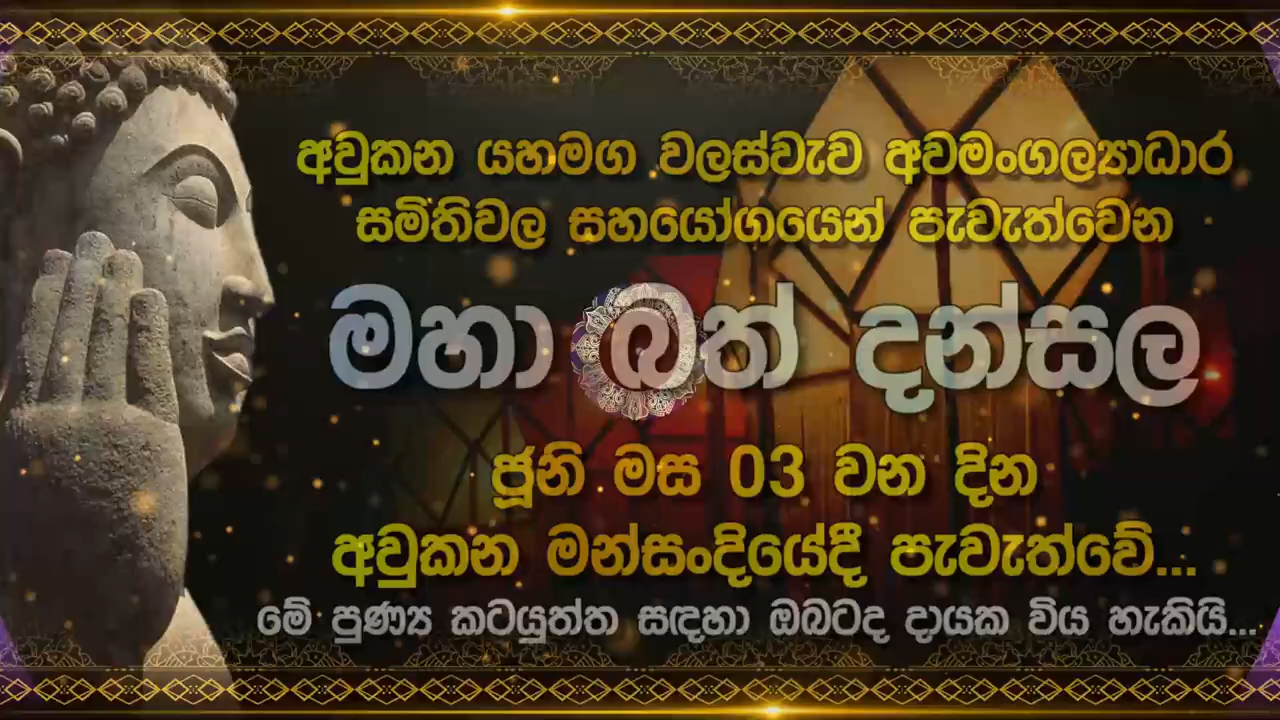 අවුකන යහමග වලස්වැව අවමංගල්‍යාධාර
සමිතිවල සහයෝගයෙන් පැවැත්වෙන
මහා බත් දන්සල
ජූනි මස 03 වන දින
අවුකන මන්සංදියේදී පැවැත්වේ...
මේ පුණ්‍ය කටයුත්ත සඳහා ඔබටද දායක විය හැකියි...